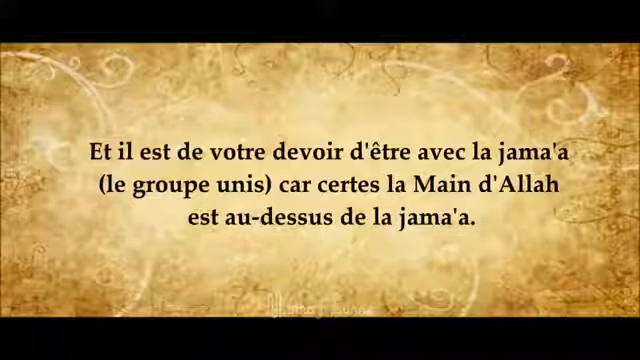 Et il est de votre devoir d'être avec la jama'a
(le groupe unis) car certes la Main d'Allah
est au-dessus de la jama'a.